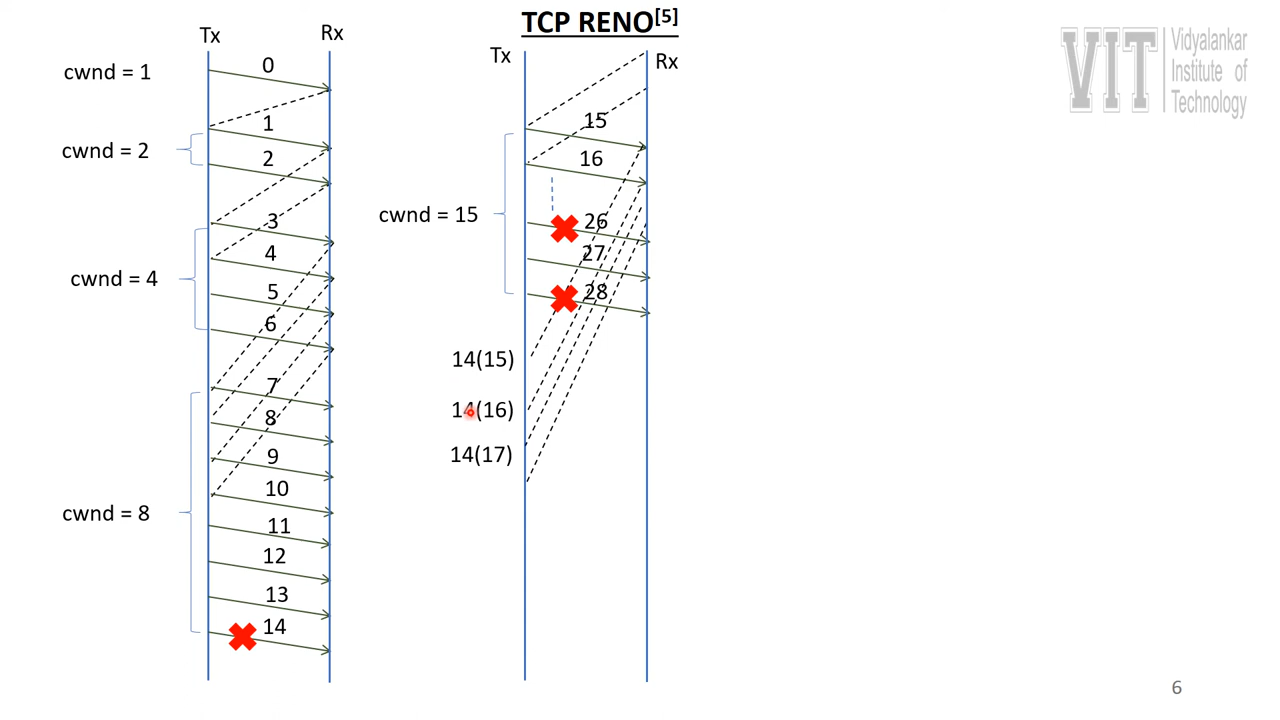 TCP RENO[5]
VIT
Vidyalankar
Institute of
Technology
Tx
Rx
cwnd = 1
0
1
cwnd = 2
2
3
4
cwnd = 4
5
6
7
8
9
10
cwnd = 8
11
12
13
14
Tx
Rx
15
16
cwnd = 15
26
27
28
14(15)
14(16)
14(17)
6